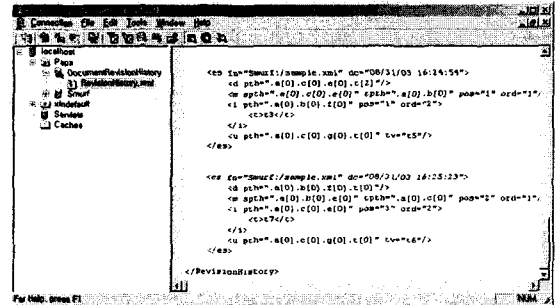 Connection File Edit Tools Window Help
localhost
Papa
DocumentRevisionHistory
RevisionHistory.xml
Smurf
xlndefault
Servlets
Caches
<es fn="Smurf:/sample.xml" dc="08/31/03 16:24:54">
<d pth=".a[0].c[0].e[0].t[2]"/>
<m spth=".a[0].c[0].e[0]" tpth=".a[0].b[0]" pos="1" ord="1"/
<i pth=".a[0].b[0].f[0]" pos="1" ord="2">
<t>t3</t>
</i>
<u pth=".a[0].c[0].g[0].t[0]" tv="t5"/>
</es>
<es fn="Smurf:/sample.xml" dc="08/31/03 16:25:23">
<d pth=".a[0].b[0].f[0].t[0]"/>
<m spth=".a[0].b[0].e[0]" tpth=".a[0].c[0]" pos="2" ord="1"/
<i pth=".a[0].c[0].e[0]" pos="3" ord="2">
<t>t7</t>
</i>
<u pth=".a[0].c[0].g[0].t[0]" tv="t6"/>
</es>
</RevisionHistory>
For Help, press F1
NUM